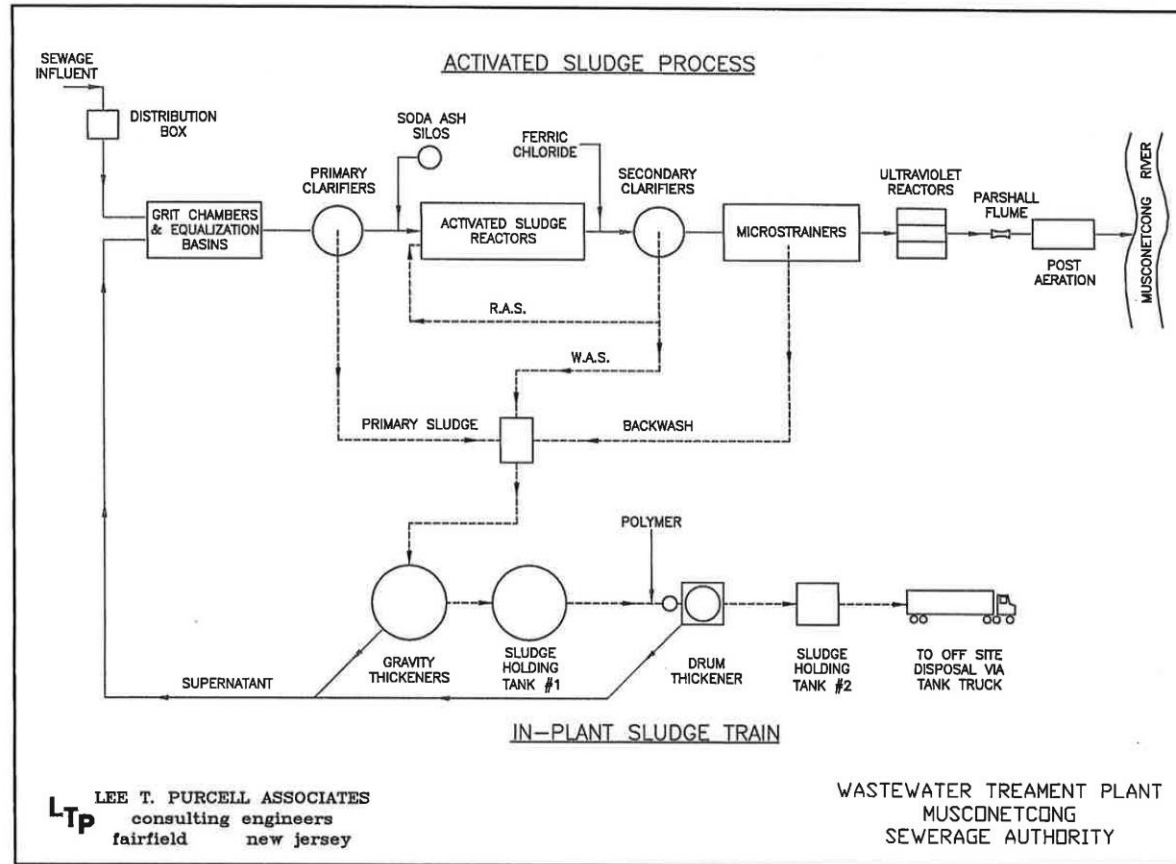 ACTIVATED SLUDGE PROCESS
SEWAGE
INFLUENT
DISTRIBUTION
BOX
GRIT CHAMBERS
& EQUALIZATION
BASINS
PRIMARY
CLARIFIERS
SODA ASH
SILOS
ACTIVATED SLUDGE
REACTORS
FERRIC
CHLORIDE
SECONDARY
CLARIFIERS
MICROSTRAINERS
ULTRAVIOLET
REACTORS
PARSHALL
FLUME
POST
AERATION
MUSCONETCONG RIVER
R.A.S.
W.A.S.
PRIMARY SLUDGE
BACKWASH
POLYMER
GRAVITY
THICKENERS
SLUDGE
HOLDING
TANK #1
DRUM
THICKENER
SLUDGE
HOLDING
TANK #2
TO OFF SITE
DISPOSAL VIA
TANK TRUCK
SUPERNATANT
IN-PLANT SLUDGE TRAIN
LTP
LEE T. PURCELL ASSOCIATES
consulting engineers
fairfield new jersey
WASTEWATER TREAMENT PLANT
MUSCONETCONG
SEWERAGE AUTHORITY